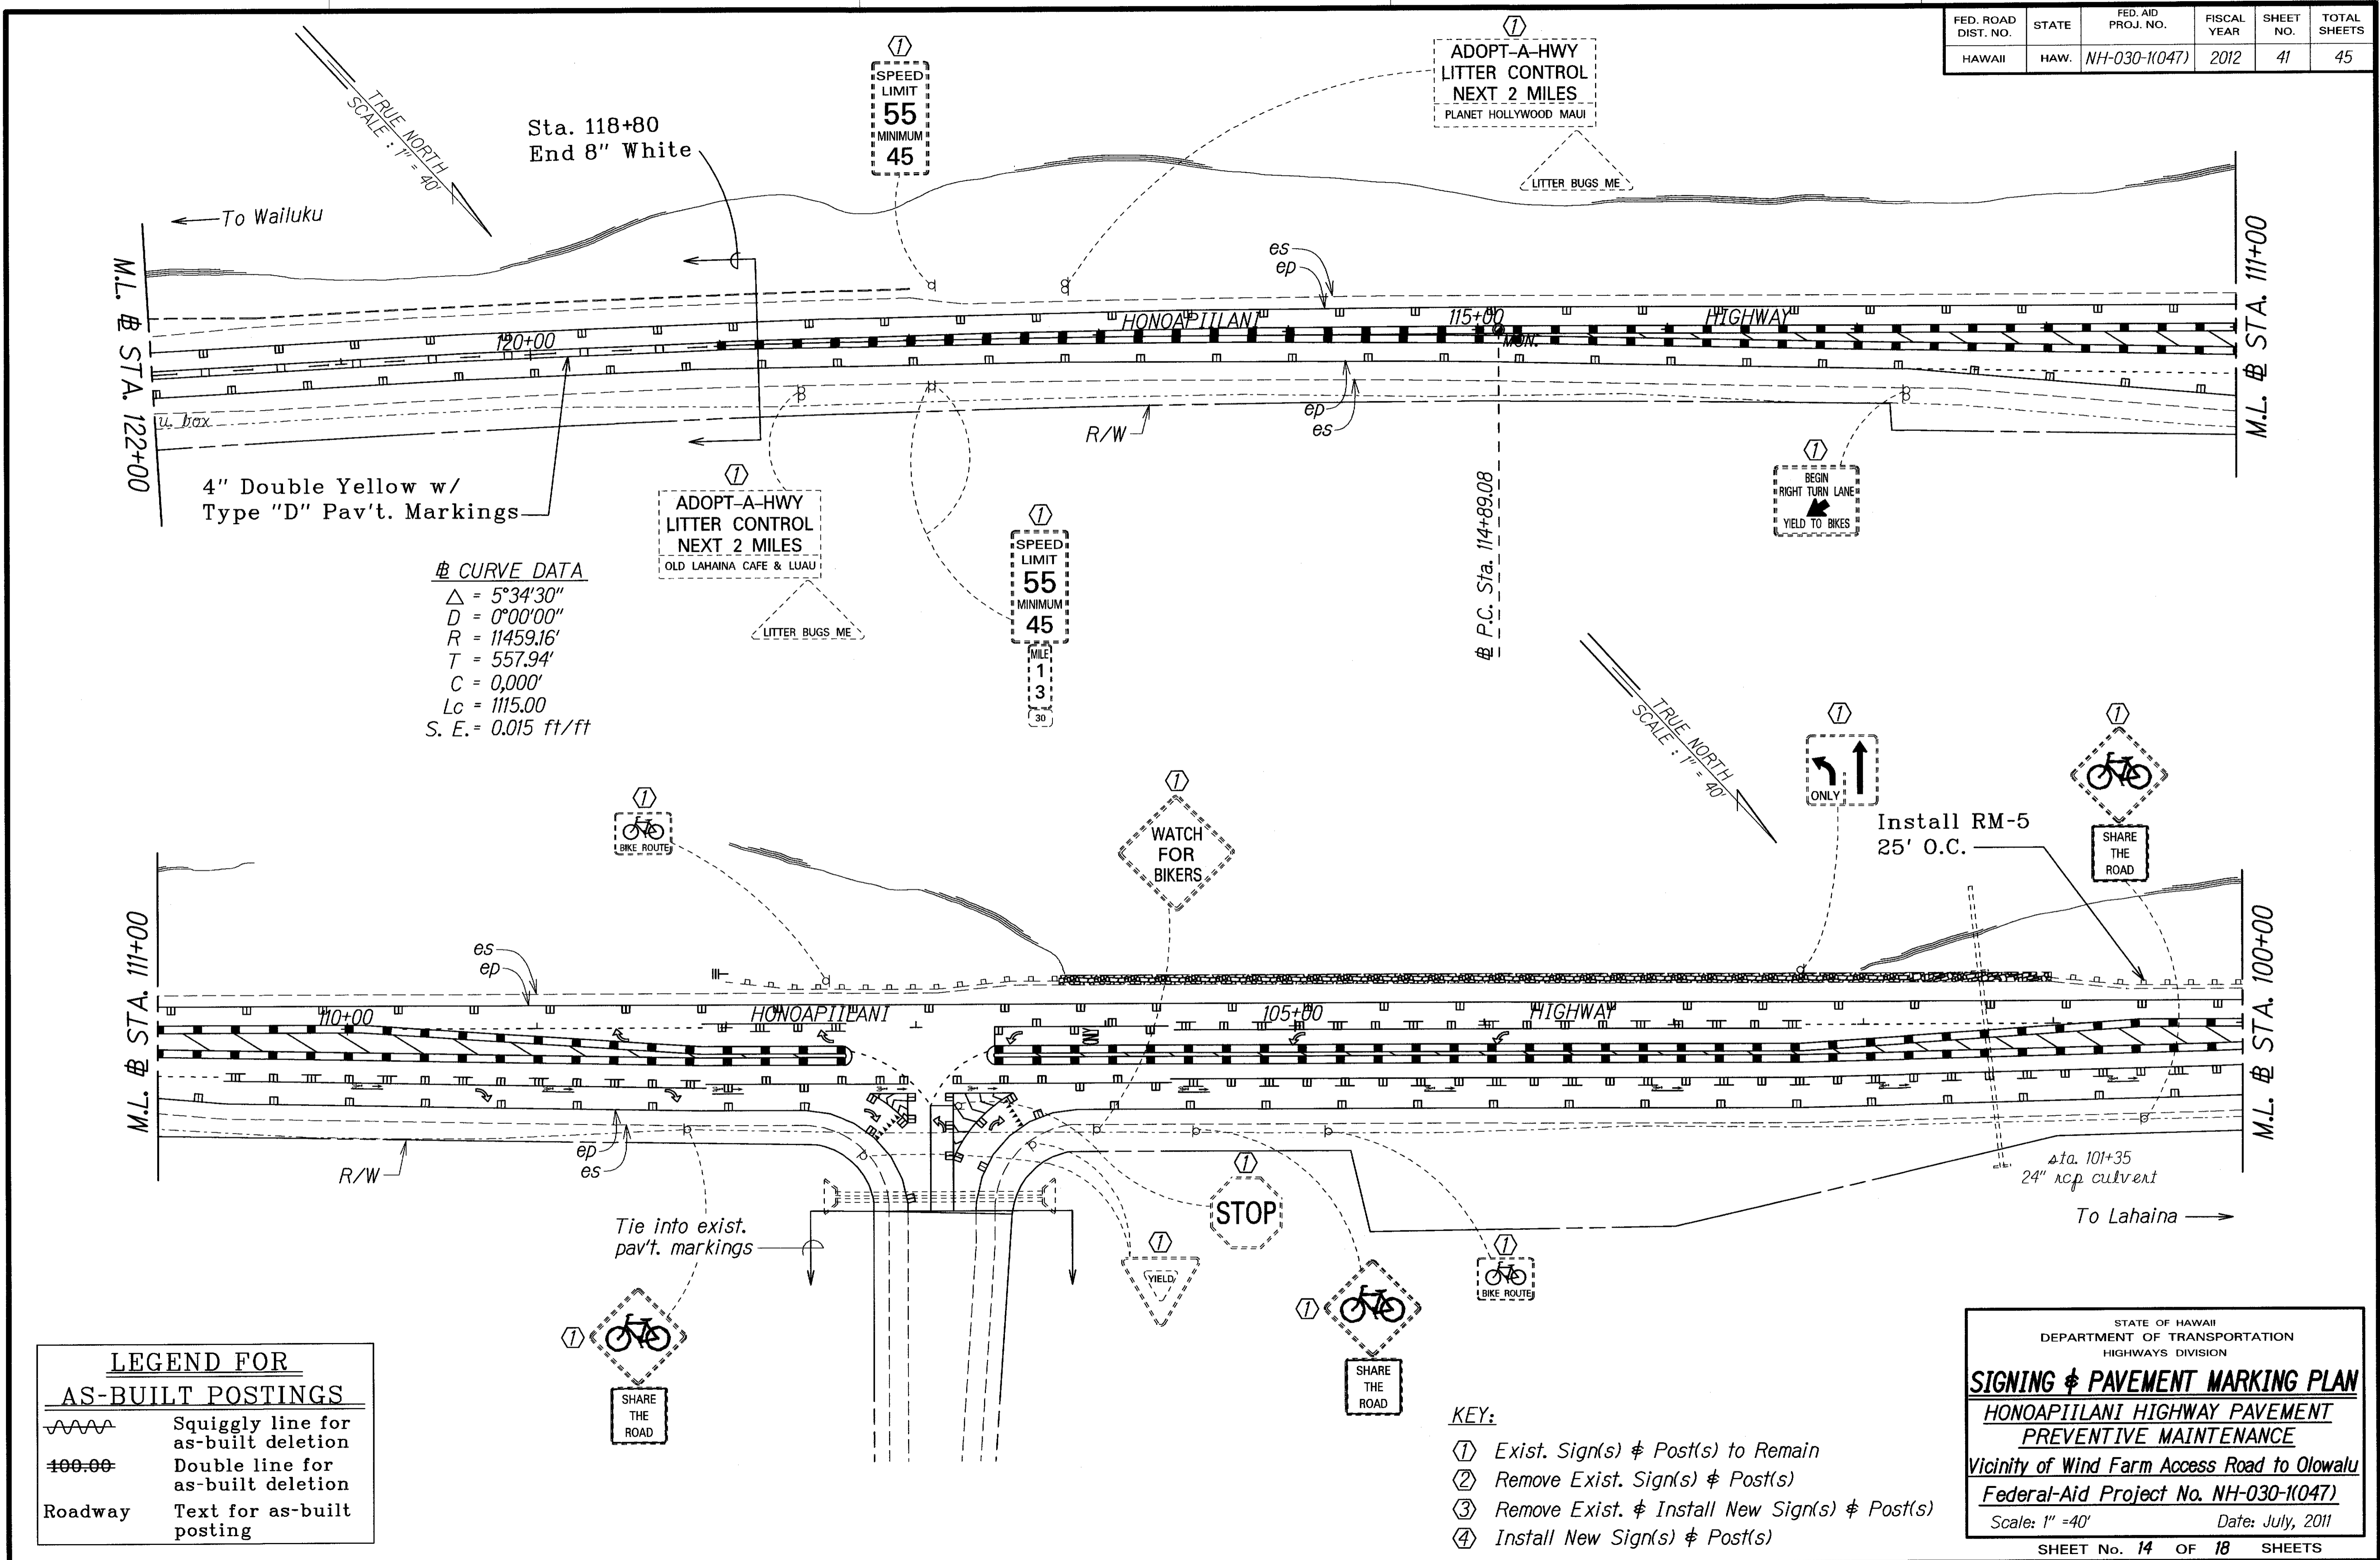 FED. ROAD DIST. NO. STATE FED. AID PROJ. NO. FISCAL YEAR SHEET NO. TOTAL SHEETS
HAWAII HAW. NH-030-1(047) 2012 41 45
TRUE NORTH
SCALE : 1" = 40'
Sta. 118+80
End 8" White
1
SPEED
LIMIT
55
MINIMUM
45
1
ADOPT-A-HWY
LITTER CONTROL
NEXT 2 MILES
PLANET HOLLYWOOD MAUI
LITTER BUGS ME
To Wailuku
M.L. B STA. 122+00
M.L. B STA. 111+00
es
ep
HONOAPIILANI
115+00
HIGHWAY
120+00
MON.
u. box
R/W
ep
es
4" Double Yellow w/
Type "D" Pav't. Markings
1
ADOPT-A-HWY
LITTER CONTROL
NEXT 2 MILES
OLD LAHAINA CAFE & LUAU
LITTER BUGS ME
1
SPEED
LIMIT
55
MINIMUM
45
MILE
1
3
30
B P.C. Sta. 114+89.08
1
BEGIN
RIGHT TURN LANE
YIELD TO BIKES
B CURVE DATA
△ = 5°34'30"
D = 0°00'00"
R = 11459.16'
T = 557.94'
C = 0,000'
Lc = 1115.00
S. E.= 0.015 ft/ft
TRUE NORTH
SCALE : 1" = 40'
1
BIKE ROUTE
1
WATCH
FOR
BIKERS
1
ONLY
Install RM-5
25' O.C.
1
SHARE
THE
ROAD
M.L. B STA. 111+00
M.L. B STA. 100+00
es
ep
110+00
HONOAPIILANI
105+00
HIGHWAY
ONLY
R/W
ep
es
sta. 101+35
24" rcp culvert
To Lahaina
Tie into exist.
pav't. markings
1
STOP
1
YIELD
1
SHARE
THE
ROAD
1
SHARE
THE
ROAD
1
BIKE ROUTE
LEGEND FOR
AS-BUILT POSTINGS
Squiggly line for
as-built deletion
100.00 Double line for
as-built deletion
Roadway Text for as-built
posting
KEY:
1 Exist. Sign(s) & Post(s) to Remain
2 Remove Exist. Sign(s) & Post(s)
3 Remove Exist. & Install New Sign(s) & Post(s)
4 Install New Sign(s) & Post(s)
STATE OF HAWAII
DEPARTMENT OF TRANSPORTATION
HIGHWAYS DIVISION
SIGNING & PAVEMENT MARKING PLAN
HONOAPIILANI HIGHWAY PAVEMENT
PREVENTIVE MAINTENANCE
Vicinity of Wind Farm Access Road to Olowalu
Federal-Aid Project No. NH-030-1(047)
Scale: 1" =40' Date: July, 2011
SHEET No. 14 OF 18 SHEETS